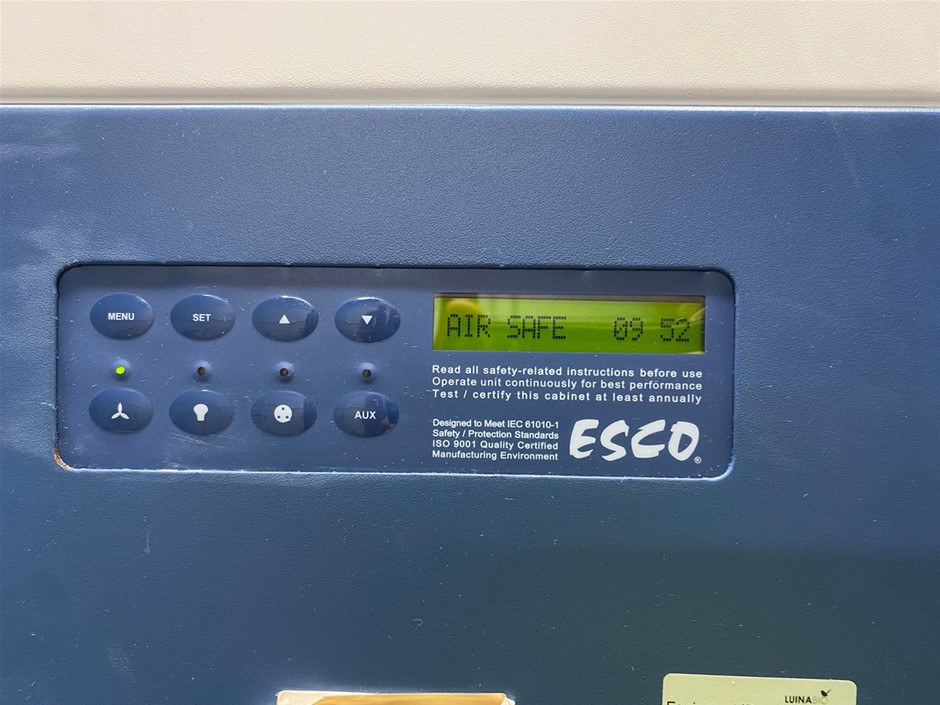 MENU
SET
AUX
AIR SAFE 09 52
Read all safety-related instructions before use
Operate unit continuously for best performance
Test / certify this cabinet at least annually
Designed to Meet IEC 61010-1
Safety / Protection Standards
ISO 9001 Quality Certified
Manufacturing Environment
ESCO®
LUINABIO